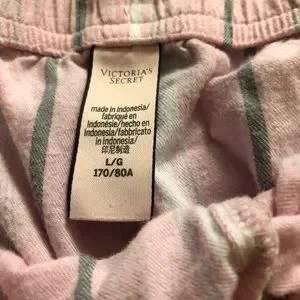 VICTORIA'S
SECRET
made in Indonesia/
fabriqué en
Indonésie/hecho en
Indonesia/fabbricato
in Indonesia/
印尼制造
L/G
170/80A